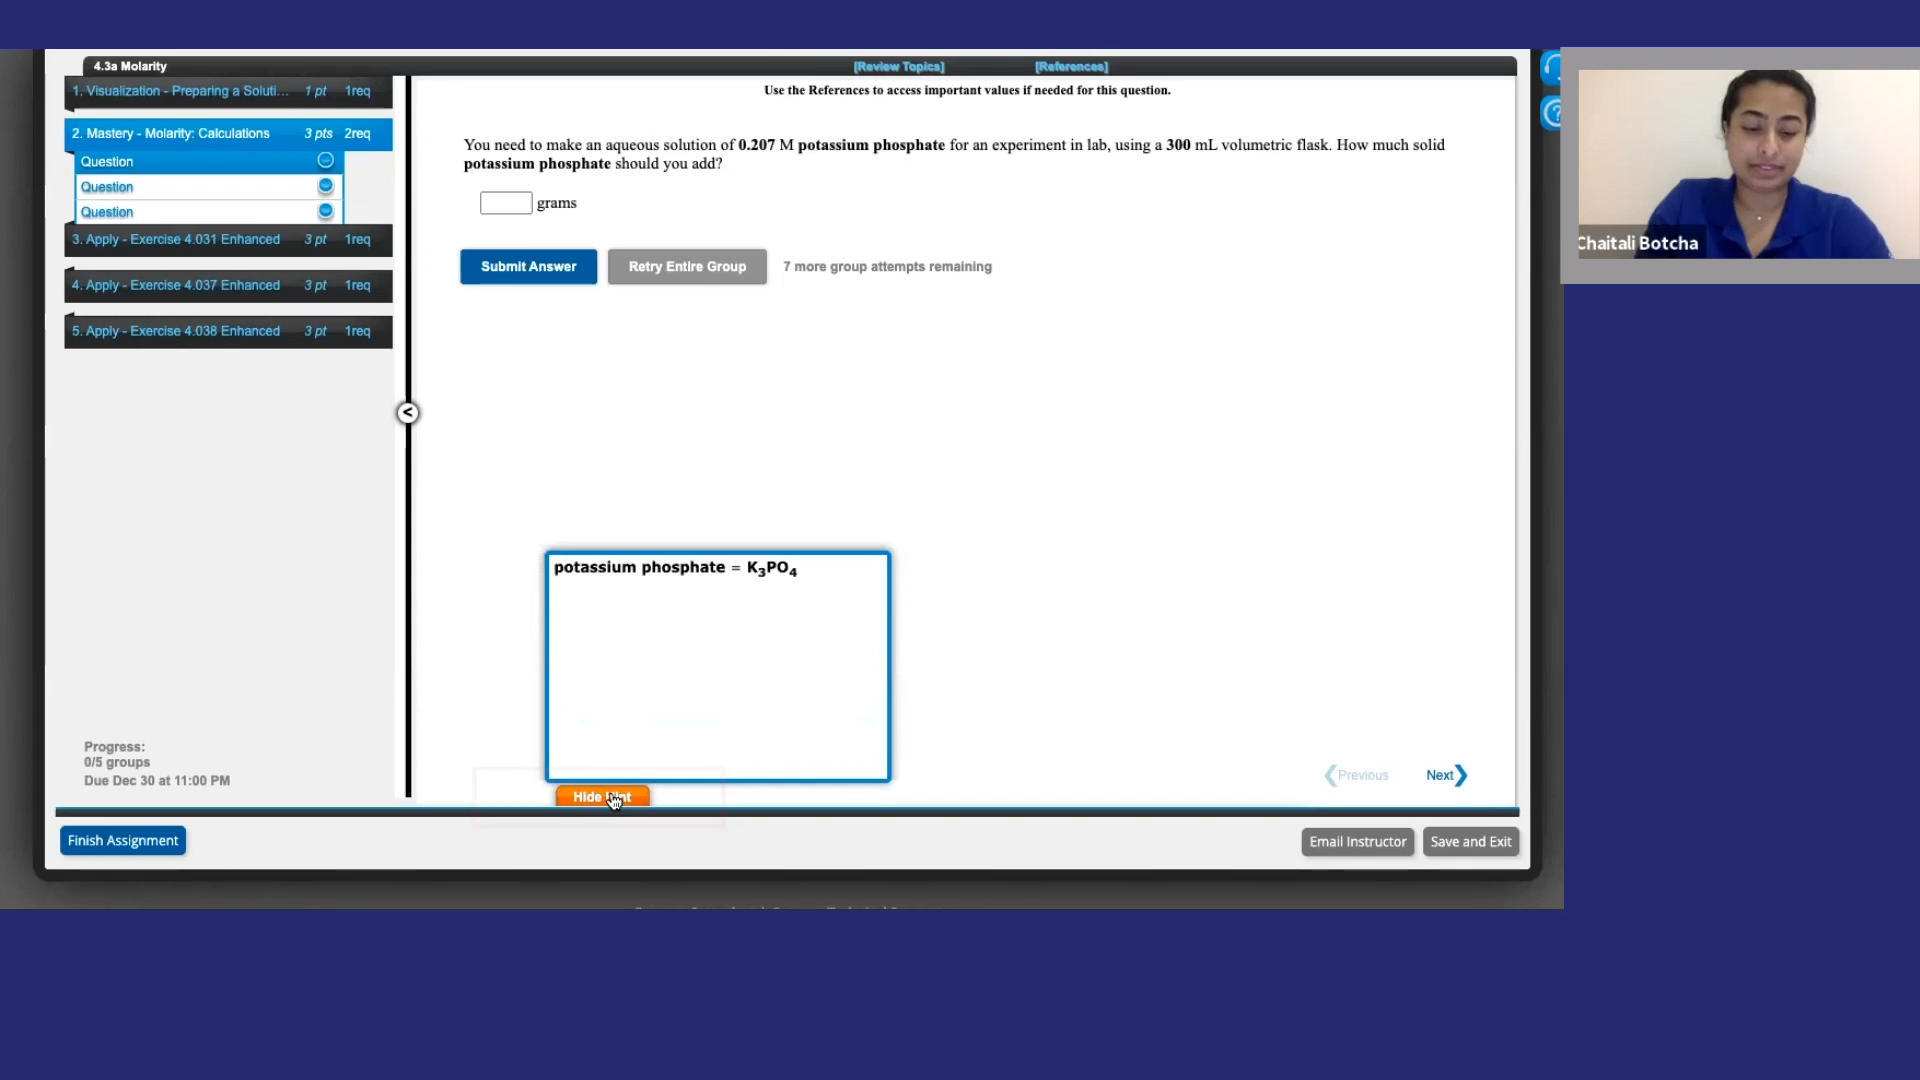 4.3a Molarity
[Review Topics]
[References]
1. Visualization - Preparing a Soluti... 1 pt 1req
2. Mastery - Molarity: Calculations 3 pts 2req
Question
Question
Question
3. Apply - Exercise 4.031 Enhanced 3 pt 1req
4. Apply - Exercise 4.037 Enhanced 3 pt 1req
5. Apply - Exercise 4.038 Enhanced 3 pt 1req
Progress:
0/5 groups
Due Dec 30 at 11:00 PM
Use the References to access important values if needed for this question.
You need to make an aqueous solution of 0.207 M potassium phosphate for an experiment in lab, using a 300 mL volumetric flask. How much solid
potassium phosphate should you add?
grams
Submit Answer
Retry Entire Group
7 more group attempts remaining
<
potassium phosphate = K₃PO₄
Hide
Previous
Next
Finish Assignment
Email Instructor
Save and Exit
Chaitali Botcha